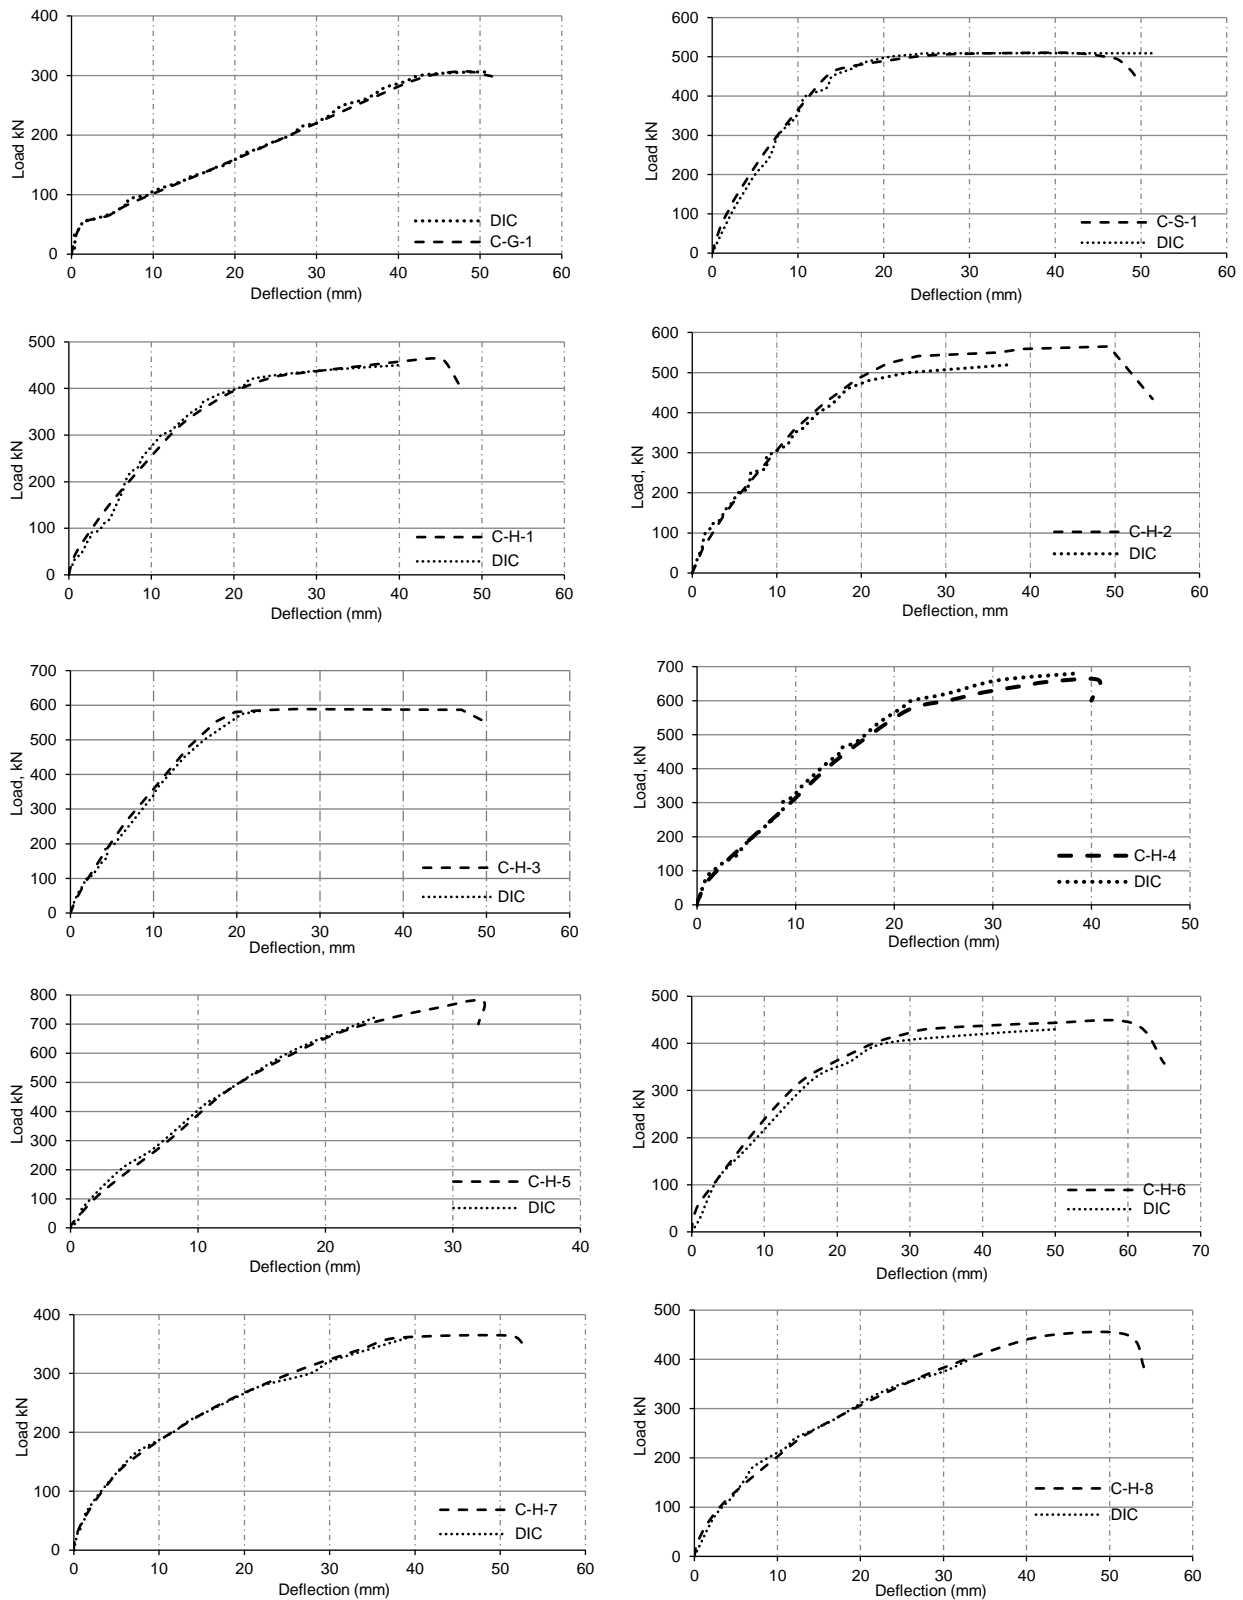 400
300
200
100
0
Load kN
DIC
C-G-1
0 10 20 30 40 50 60
Deflection (mm)
600
500
400
300
200
100
0
Load kN
C-S-1
DIC
0 10 20 30 40 50 60
Deflection (mm)
500
400
300
200
100
0
Load kN
C-H-1
DIC
0 10 20 30 40 50 60
Deflection (mm)
600
500
400
300
200
100
0
Load, kN
C-H-2
DIC
0 10 20 30 40 50 60
Deflection, mm
700
600
500
400
300
200
100
0
Load, kN
C-H-3
DIC
0 10 20 30 40 50 60
Deflection, mm
700
600
500
400
300
200
100
0
Load, kN
C-H-4
DIC
0 10 20 30 40 50
Deflection (mm)
800
700
600
500
400
300
200
100
0
Load kN
C-H-5
DIC
0 10 20 30 40
Deflection (mm)
500
400
300
200
100
0
Load kN
C-H-6
DIC
0 10 20 30 40 50 60 70
Deflection (mm)
400
300
200
100
0
Load kN
C-H-7
DIC
0 10 20 30 40 50 60
Deflection (mm)
500
400
300
200
100
0
Load kN
C-H-8
DIC
0 10 20 30 40 50 60
Deflection (mm)